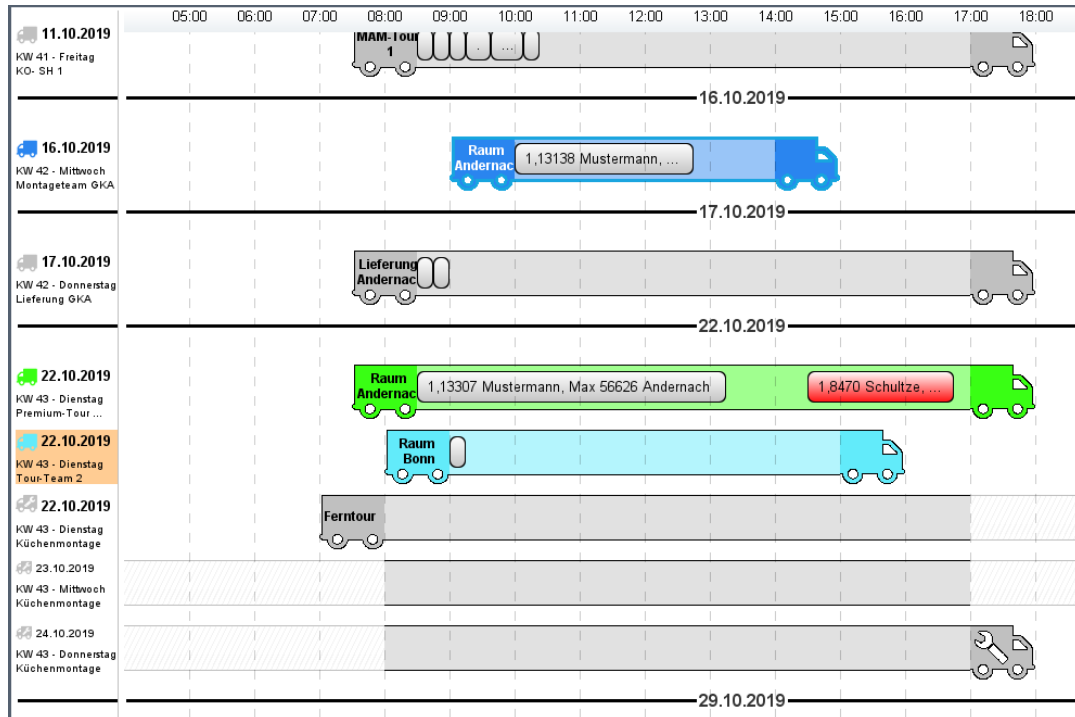 05:00 06:00 07:00 08:00 09:00 10:00 11:00 12:00 13:00 14:00 15:00 16:00 17:00 18:00
11.10.2019
KW 41 - Freitag
KO- SH 1
MAM-Tour
1
. ...
16.10.2019
16.10.2019
KW 42 - Mittwoch
Montageteam GKA
Raum
Andernac
1,13138 Mustermann, ...
17.10.2019
17.10.2019
KW 42 - Donnerstag
Lieferung GKA
Lieferung
Andernac
22.10.2019
22.10.2019
KW 43 - Dienstag
Premium-Tour ...
Raum
Andernac
1,13307 Mustermann, Max 56626 Andernach
1,8470 Schultze, ...
22.10.2019
KW 43 - Dienstag
Tour-Team 2
Raum
Bonn
22.10.2019
KW 43 - Dienstag
Küchenmontage
Ferntour
23.10.2019
KW 43 - Mittwoch
Küchenmontage
24.10.2019
KW 43 - Donnerstag
Küchenmontage
29.10.2019